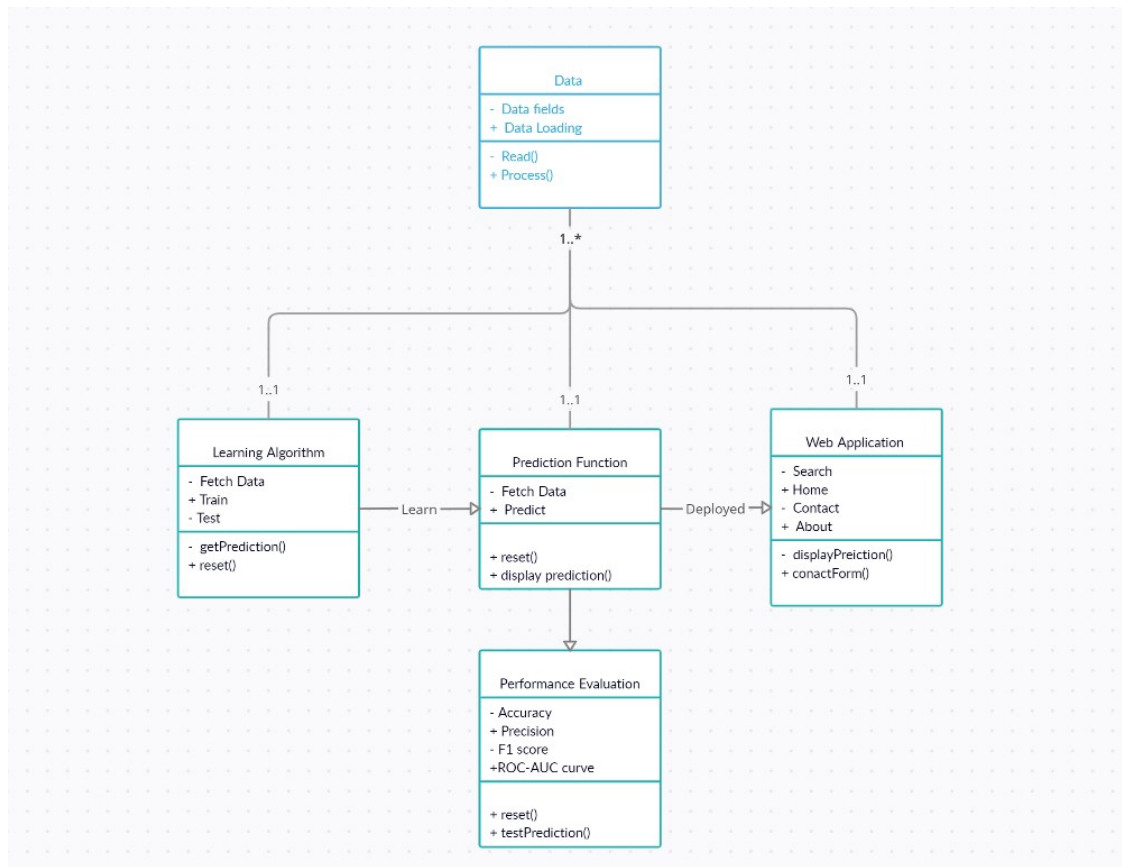 Data
- Data fields
+ Data Loading
- Read()
+ Process()
1..*
1..1
1..1
1..1
Learning Algorithm
- Fetch Data
+ Train
- Test
- getPrediction()
+ reset()
Learn
Prediction Function
- Fetch Data
+ Predict
+ reset()
+ display prediction()
Deployed
Web Application
- Search
+ Home
- Contact
+ About
- displayPreiction()
+ conactForm()
Performance Evaluation
- Accuracy
+ Precision
- F1 score
+ROC-AUC curve
+ reset()
+ testPrediction()